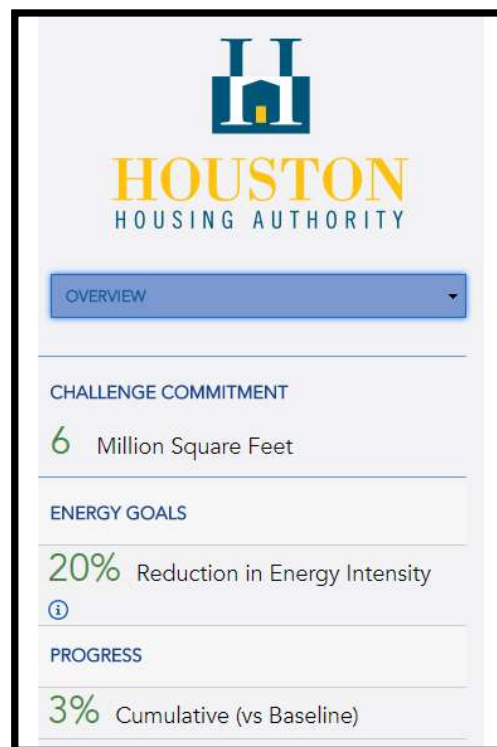 HOUSTON
HOUSING AUTHORITY
OVERVIEW
CHALLENGE COMMITMENT
6 Million Square Feet
ENERGY GOALS
20% Reduction in Energy Intensity
PROGRESS
3% Cumulative (vs Baseline)